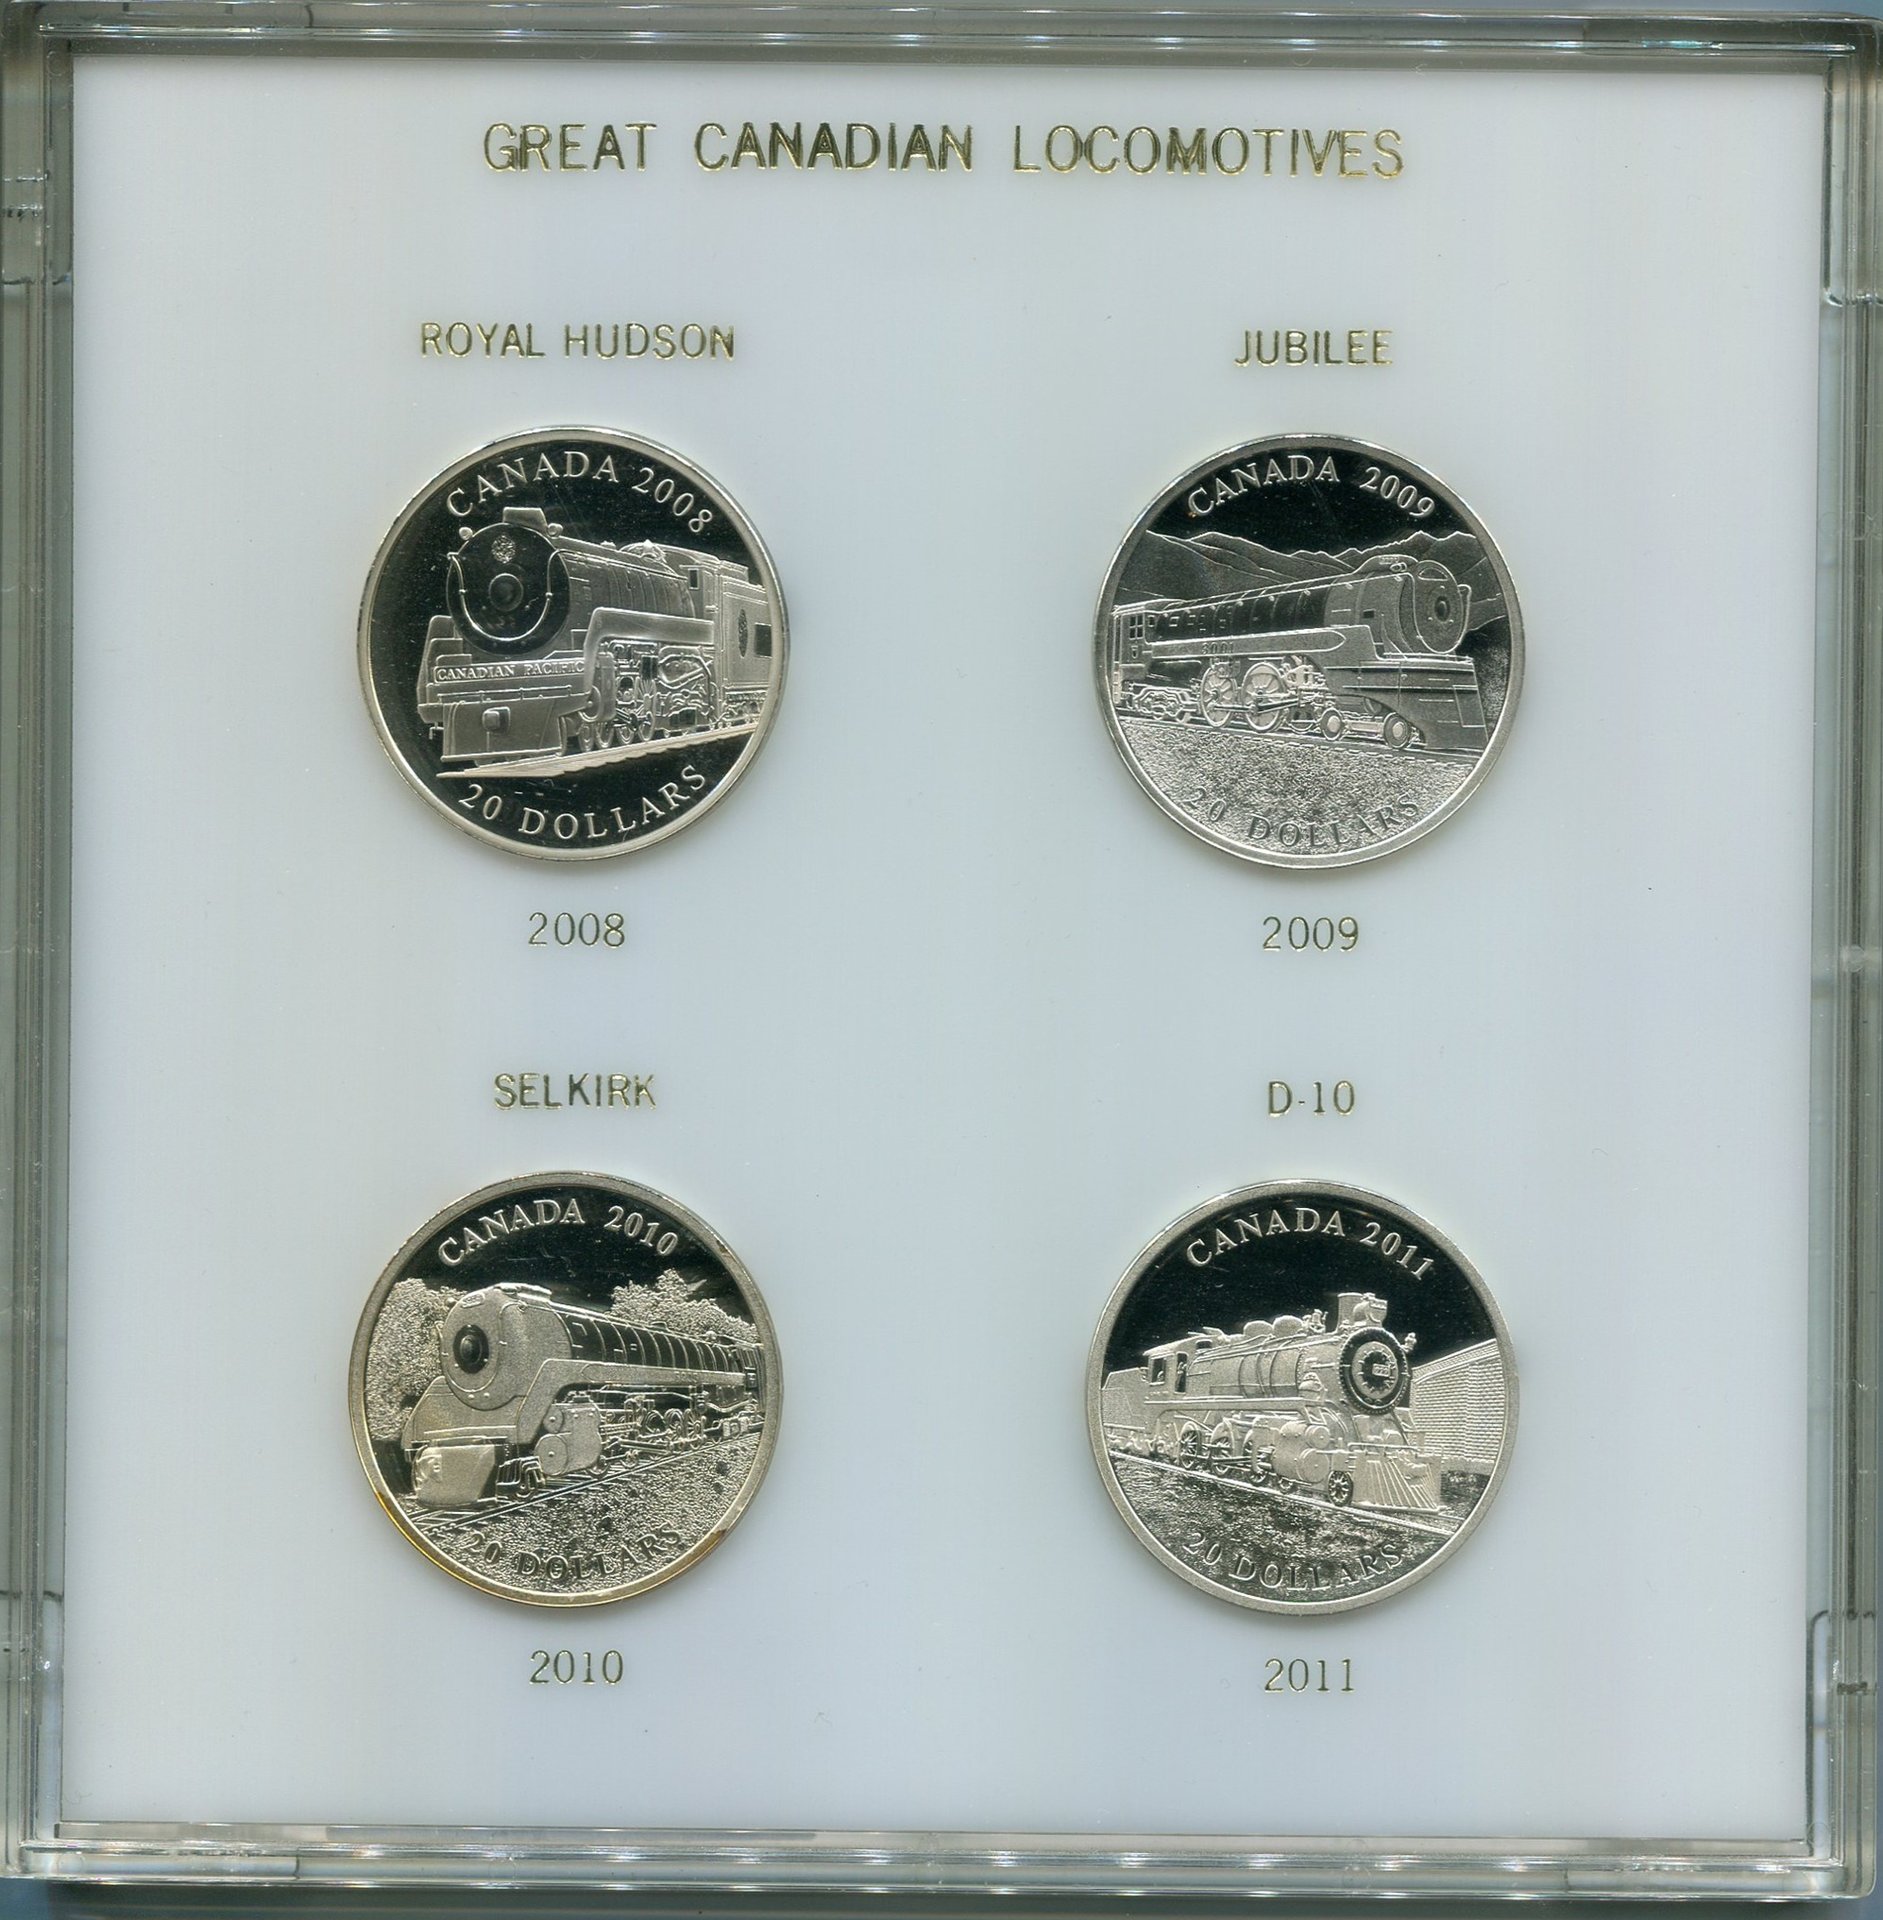 GREAT CANADIAN LOCOMOTIVES
ROYAL HUDSON
JUBILEE
CANADA 2008
CANADIAN PACIFIC
20 DOLLARS
CANADA 2009
3001
20 DOLLARS
2008
2009
SELKIRK
D-10
CANADA 2010
20 DOLLARS
CANADA 2011
20 DOLLARS
2010
2011